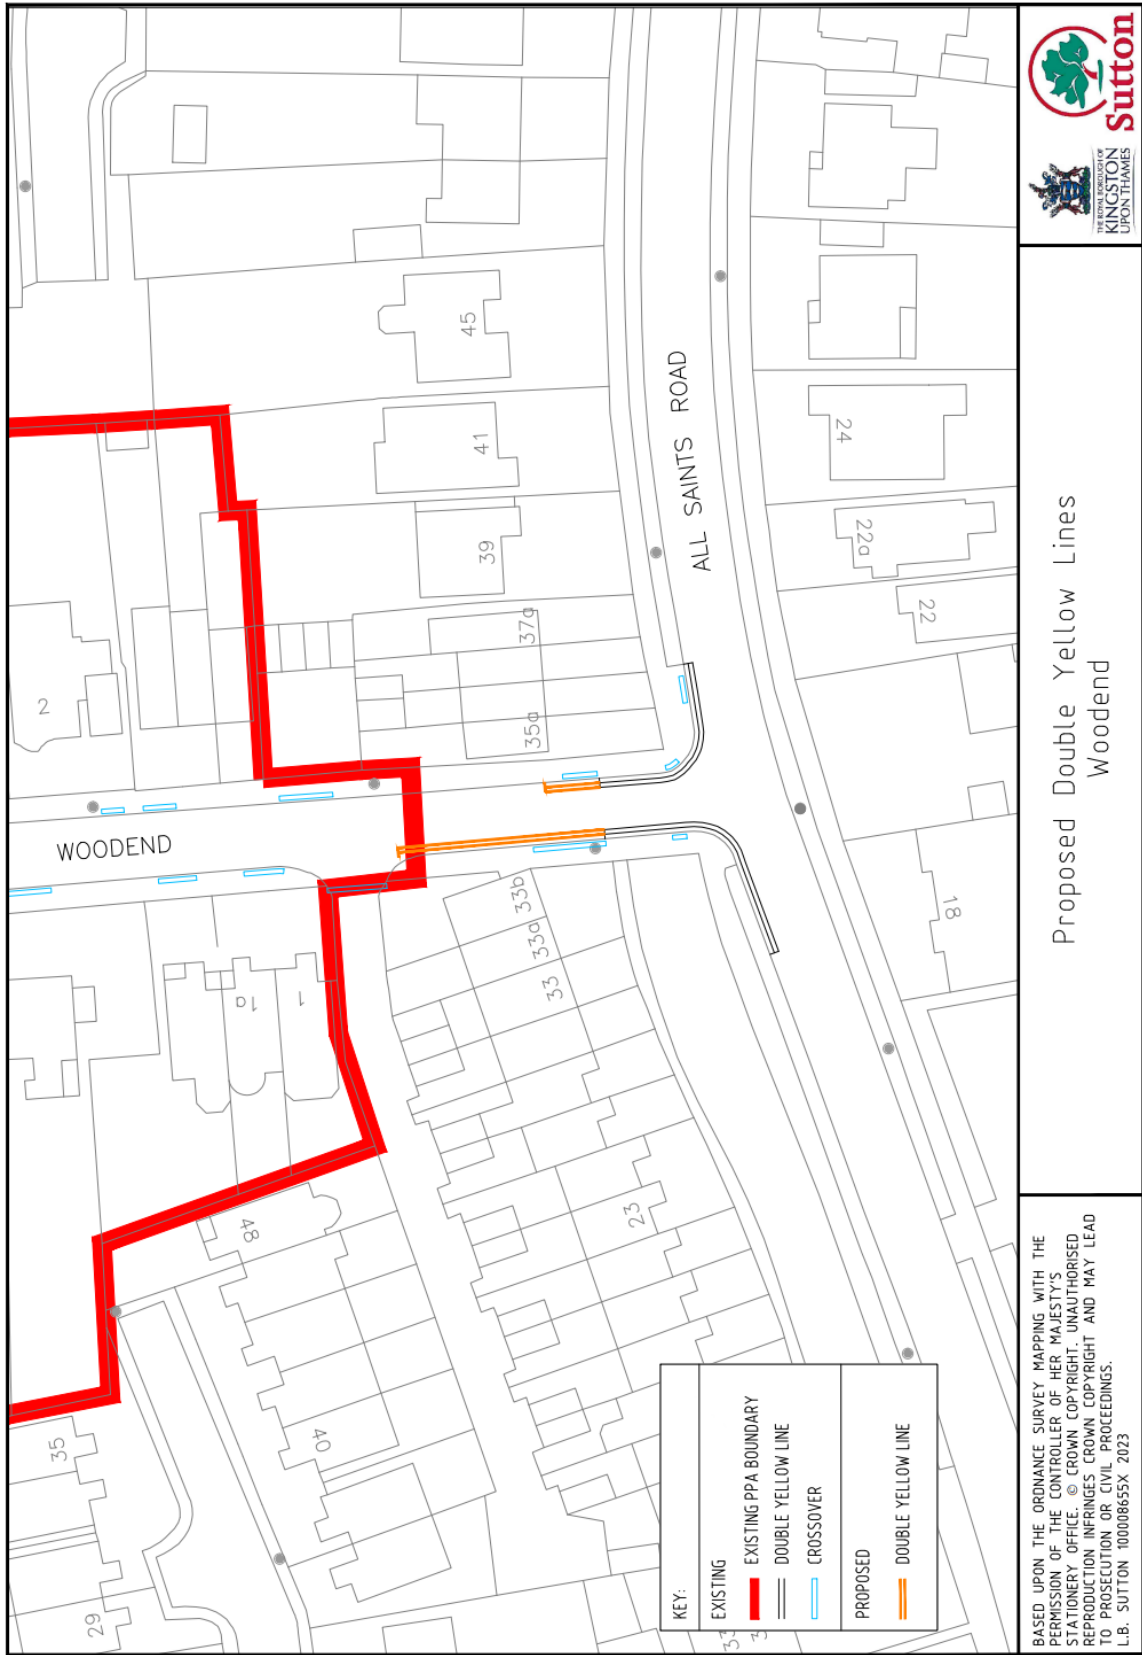 WOODEND
ALL SAINTS ROAD
2
45
41
39
37a
35a
24
22a
22
18
33b
33a
33
1a
1
48
23
40
35
29
KEY:
EXISTING
EXISTING PPA BOUNDARY
DOUBLE YELLOW LINE
CROSSOVER
PROPOSED
DOUBLE YELLOW LINE
BASED UPON THE ORDNANCE SURVEY MAPPING WITH THE
PERMISSION OF THE CONTROLLER OF HER MAJESTY'S
STATIONERY OFFICE. © CROWN COPYRIGHT. UNAUTHORISED
REPRODUCTION INFRINGES CROWN COPYRIGHT AND MAY LEAD
TO PROSECUTION OR CIVIL PROCEEDINGS.
L.B. SUTTON 100008655X 2023
Proposed Double Yellow Lines
Woodend
THE ROYAL BOROUGH OF
KINGSTON
UPON THAMES
Sutton